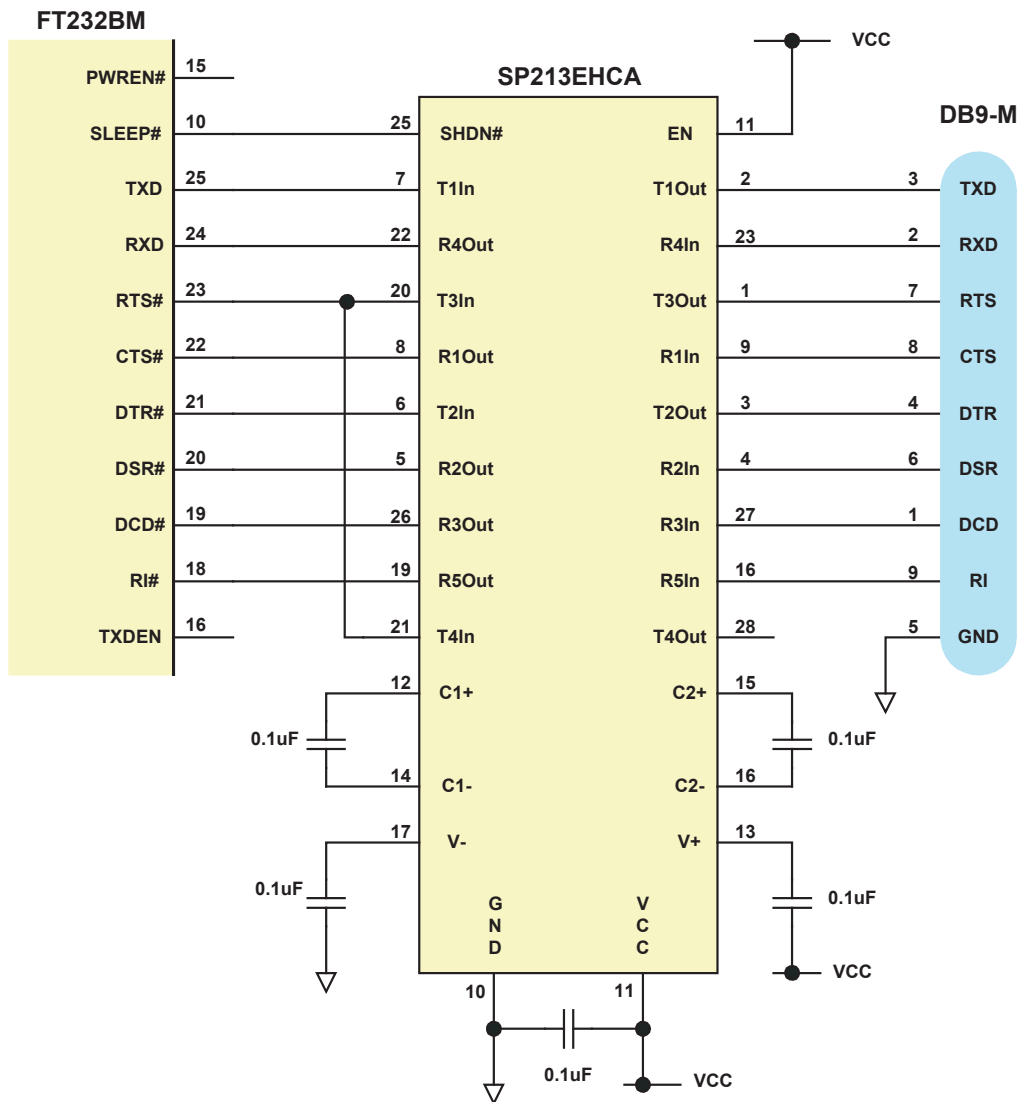 FT232BM
VCC
PWREN# 15
SP213EHCA
DB9-M
SLEEP# 10 25 SHDN# EN 11
TXD 25 7 T1In T1Out 2 3 TXD
RXD 24 22 R4Out R4In 23 2 RXD
RTS# 23 20 T3In T3Out 1 7 RTS
CTS# 22 8 R1Out R1In 9 8 CTS
DTR# 21 6 T2In T2Out 3 4 DTR
DSR# 20 5 R2Out R2In 4 6 DSR
DCD# 19 26 R3Out R3In 27 1 DCD
RI# 18 19 R5Out R5In 16 9 RI
TXDEN 16 21 T4In T4Out 28 5 GND
12 C1+ C2+ 15
0.1uF 0.1uF
14 C1- C2- 16
17 V- V+ 13
0.1uF 0.1uF
GND VCC
VCC
10 11
0.1uF
VCC